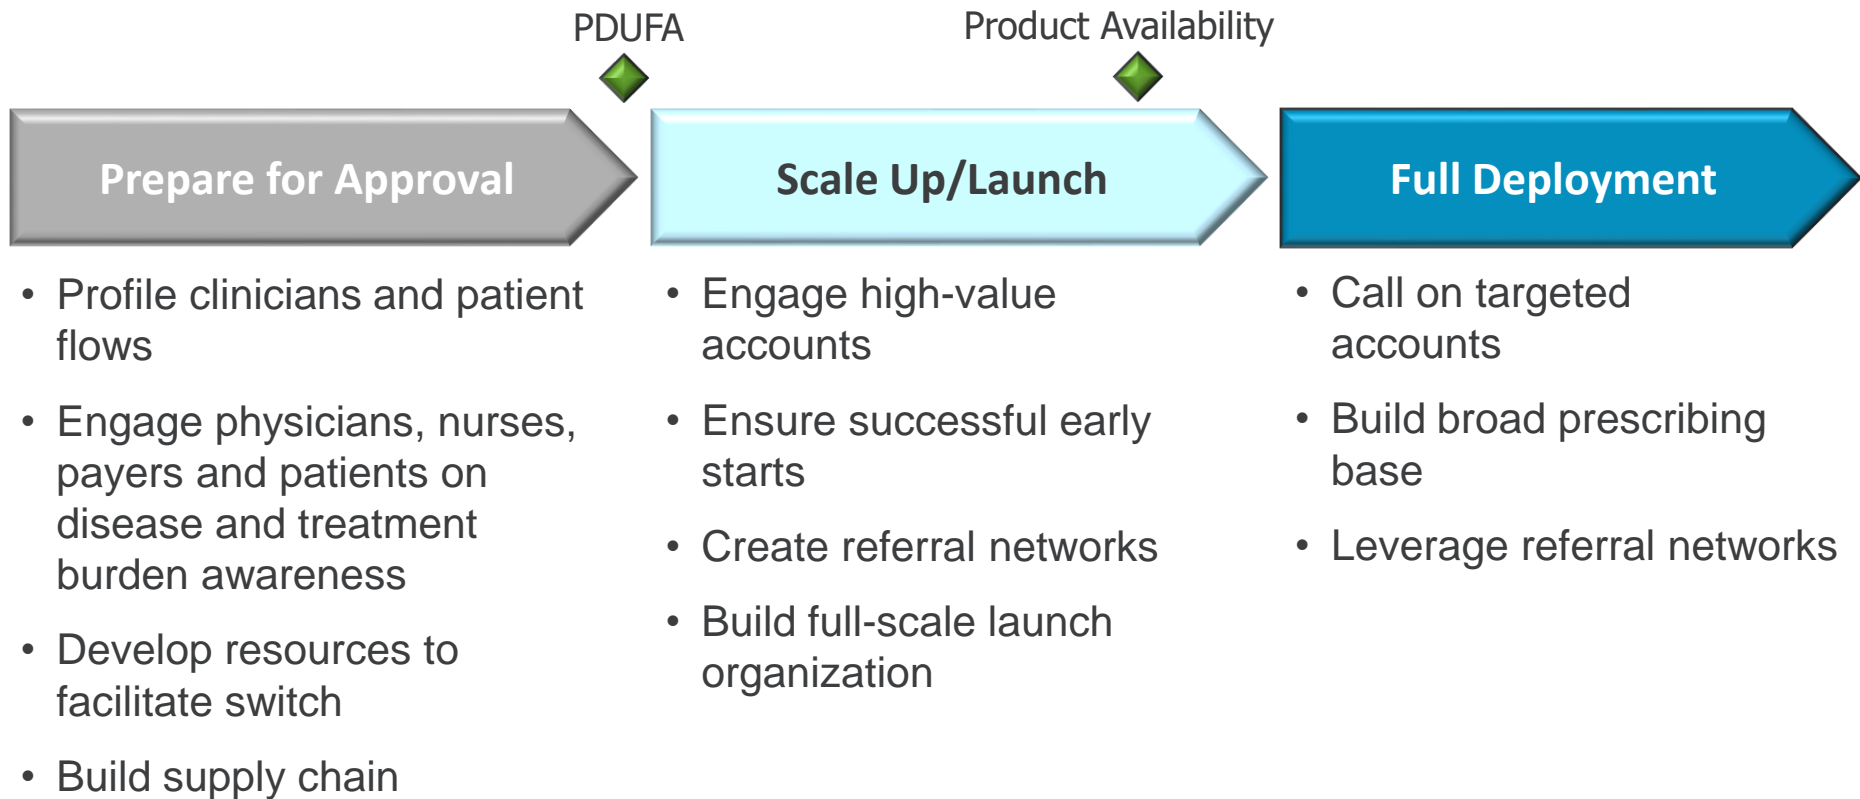 PDUFA
Product Availability
Prepare for Approval
Scale Up/Launch
Full Deployment
• Profile clinicians and patient
flows
• Engage physicians, nurses,
payers and patients on
disease and treatment
burden awareness
• Develop resources to
facilitate switch
• Build supply chain
• Engage high-value
accounts
• Ensure successful early
starts
• Create referral networks
• Build full-scale launch
organization
• Call on targeted
accounts
• Build broad prescribing
base
• Leverage referral networks